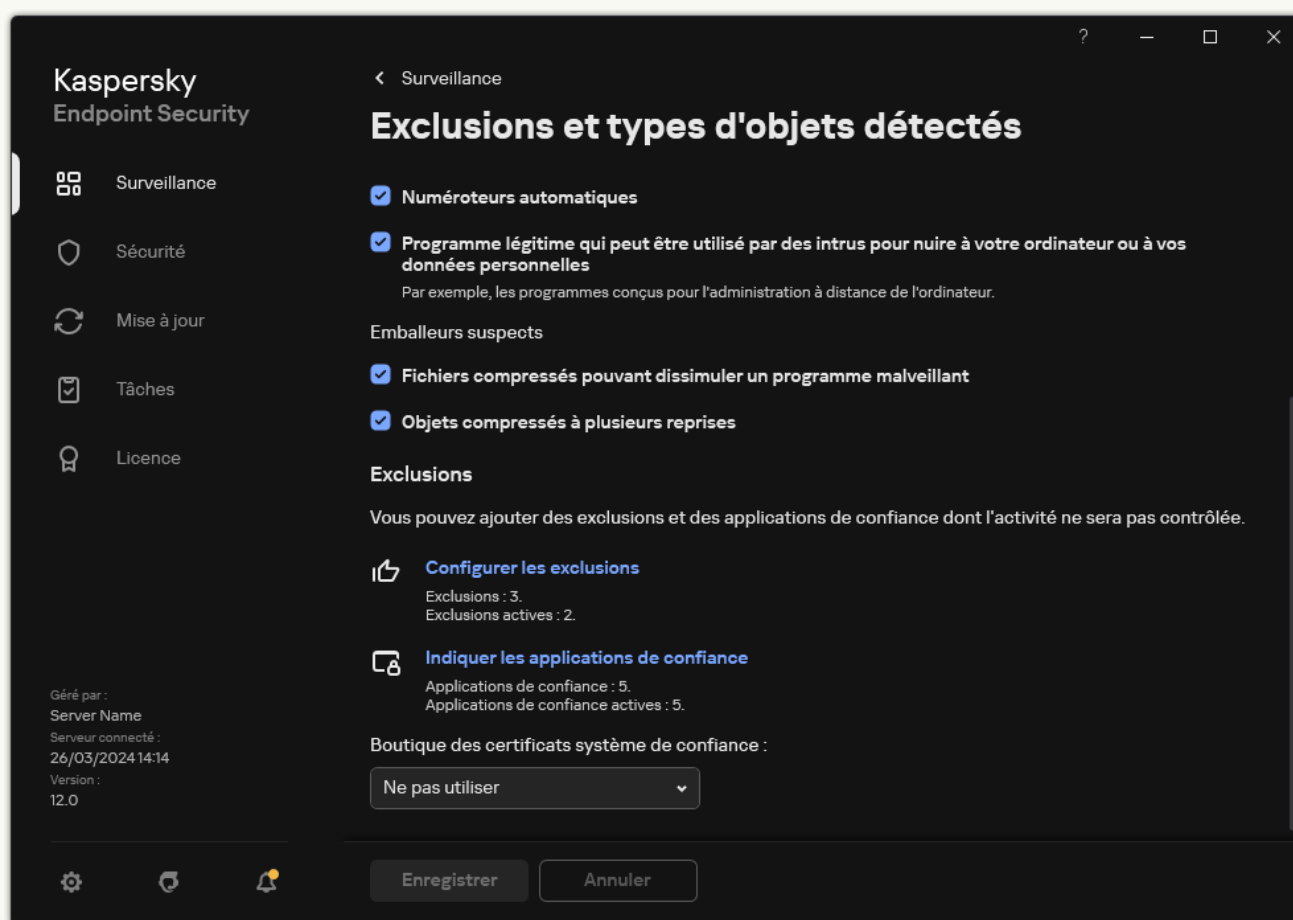 ?
Kaspersky
Endpoint Security
Surveillance
Sécurité
Mise à jour
Tâches
Licence
Géré par :
Server Name
Serveur connecté :
26/03/2024 14:14
Version :
12.0
Surveillance
Exclusions et types d'objets détectés
Numéroteurs automatiques
Programme légitime qui peut être utilisé par des intrus pour nuire à votre ordinateur ou à vos
données personnelles
Par exemple, les programmes conçus pour l'administration à distance de l'ordinateur.
Emballeurs suspects
Fichiers compressés pouvant dissimuler un programme malveillant
Objets compressés à plusieurs reprises
Exclusions
Vous pouvez ajouter des exclusions et des applications de confiance dont l'activité ne sera pas contrôlée.
Configurer les exclusions
Exclusions : 3.
Exclusions actives : 2.
Indiquer les applications de confiance
Applications de confiance : 5.
Applications de confiance actives : 5.
Boutique des certificats système de confiance :
Ne pas utiliser
Enregistrer
Annuler